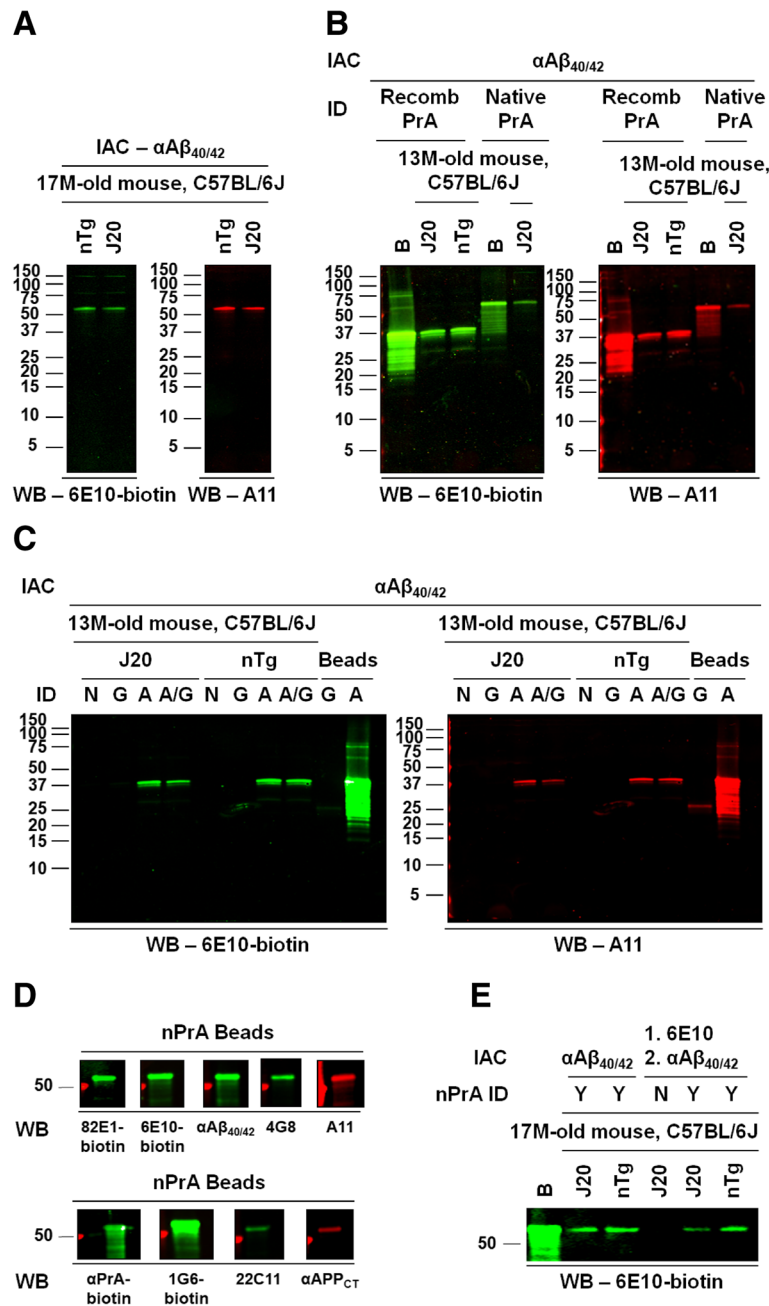 A
IAC – αAβ40/42
17M-old mouse, C57BL/6J
nTg J20 nTg J20
150 150
100 100
75 75
50 50
37 37
25 25
20 20
15 15
10 10
5 5
WB – 6E10-biotin WB – A11
B
IAC αAβ40/42
ID Recomb PrA Native PrA Recomb PrA Native PrA
13M-old mouse, C57BL/6J 13M-old mouse, C57BL/6J
B J20 nTg B J20 B J20 nTg B J20
150 150
100 100
75 75
50 50
37 37
25 25
20 20
15 15
10 10
5 5
WB – 6E10-biotin WB – A11
C
IAC αAβ40/42
13M-old mouse, C57BL/6J 13M-old mouse, C57BL/6J
J20 nTg Beads J20 nTg Beads
ID N G A A/G N G A A/G G A N G A A/G N G A A/G G A
150 150
100 100
75 75
50 50
37 37
25 25
20 20
15 15
10 10
5
WB – 6E10-biotin WB – A11
D
nPrA Beads
50
WB 82E1-biotin 6E10-biotin αAβ40/42 4G8 A11
nPrA Beads
50
WB αPrA-biotin 1G6-biotin 22C11 αAPPCT
E
1. 6E10
IAC αAβ40/42 2. αAβ40/42
nPrA ID Y Y N Y Y
17M-old mouse, C57BL/6J
B J20 nTg J20 J20 nTg
50
WB – 6E10-biotin